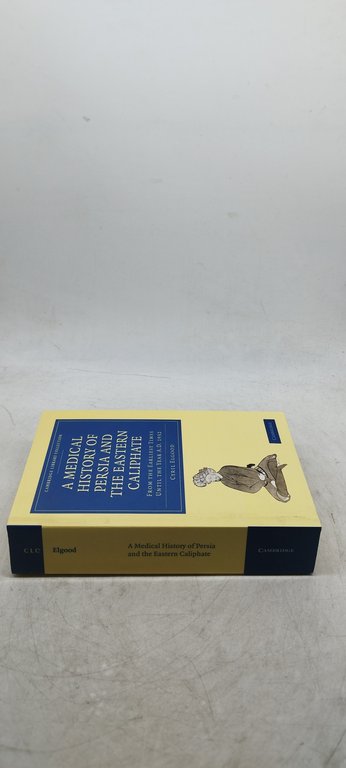 CAMBRIDGE LIBRARY COLLECTION
A MEDICAL
HISTORY OF
PERSIA AND
THE EASTERN
CALIPHATE
FROM THE EARLIEST TIMES
UNTIL THE YEAR A.D. 1932
CYRIL ELGOOD
CAMBRIDGE
CLC
Elgood
A Medical History of Persia
and the Eastern Caliphate
CAMBRIDGE